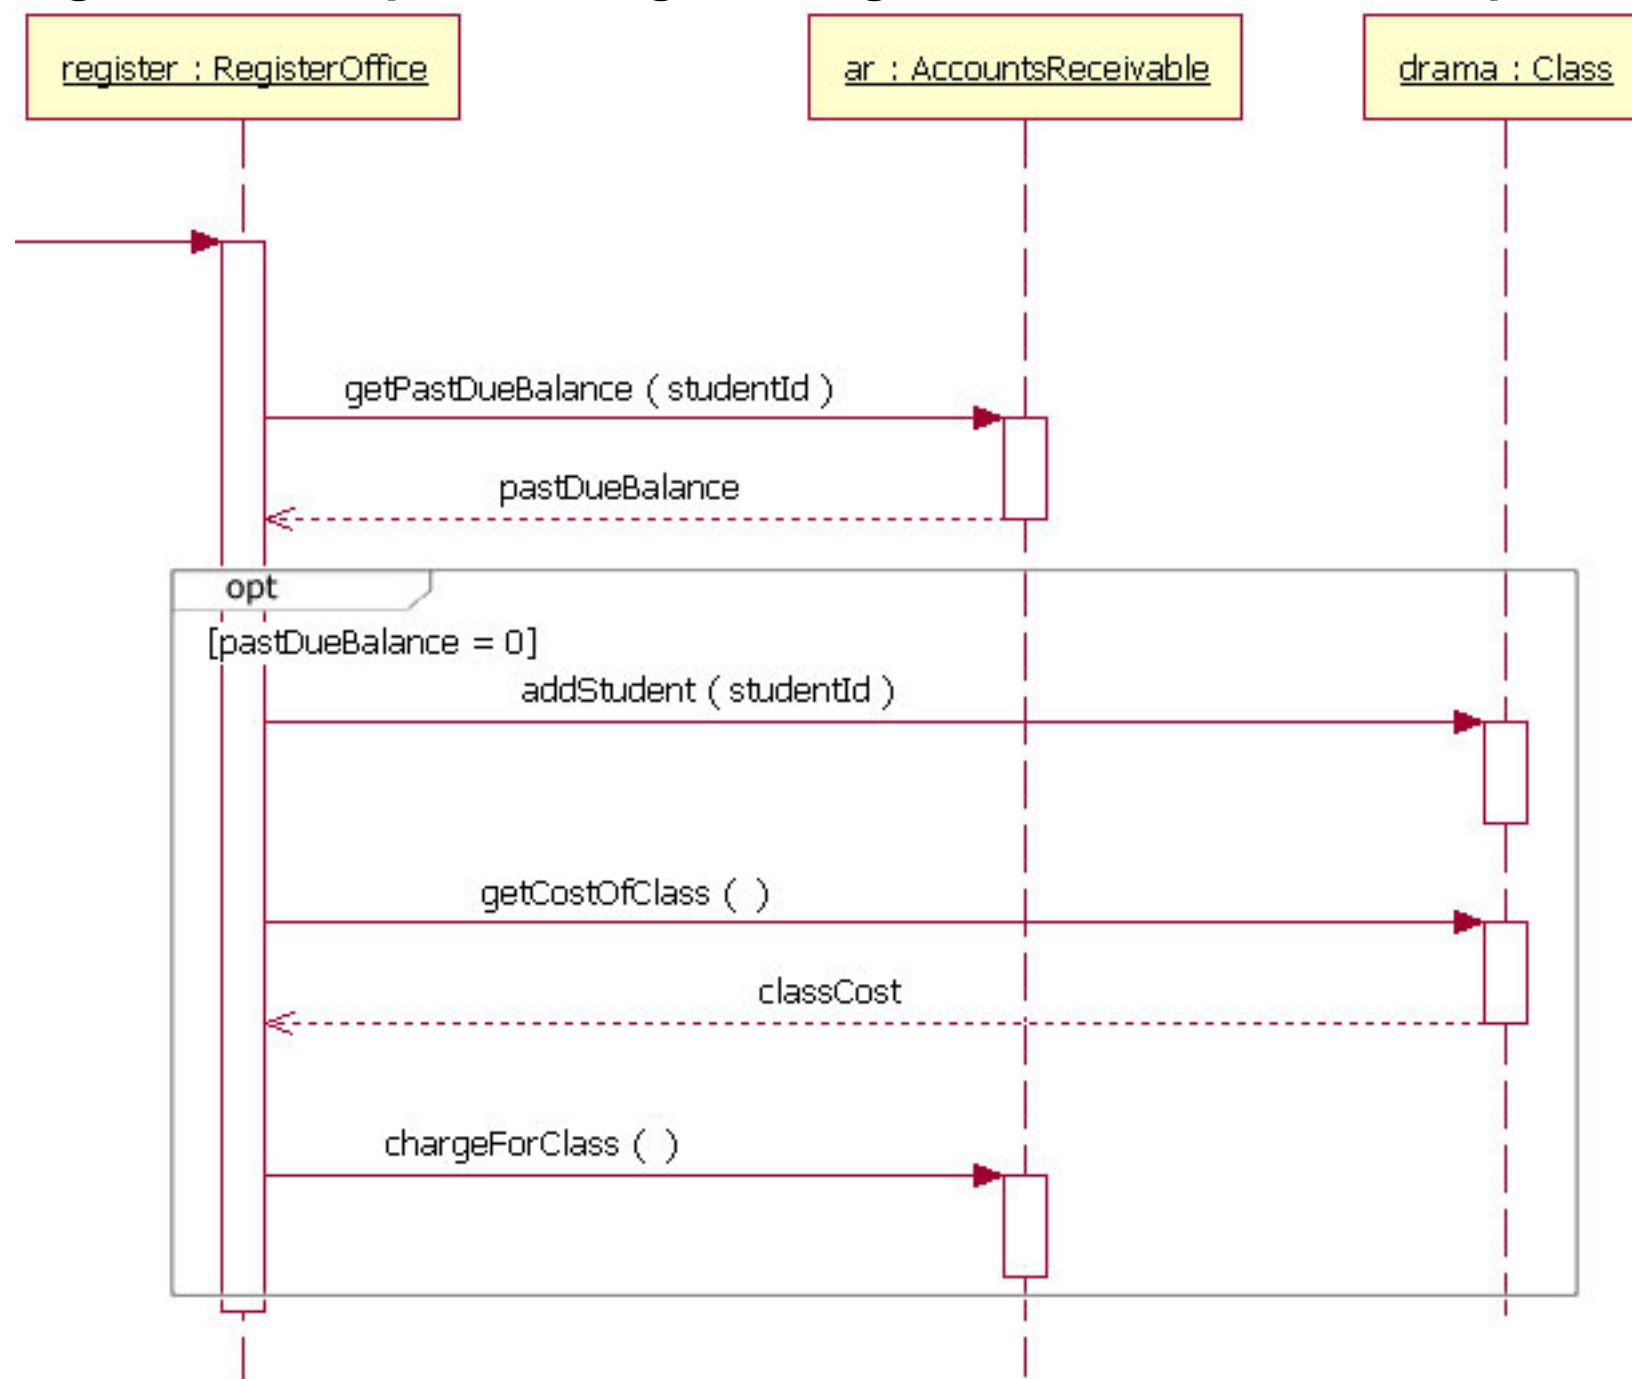 register : RegisterOffice
ar : AccountsReceivable
drama : Class
getPastDueBalance ( studentId )
pastDueBalance
opt
[pastDueBalance = 0]
addStudent ( studentId )
getCostOfClass ( )
classCost
chargeForClass ( )